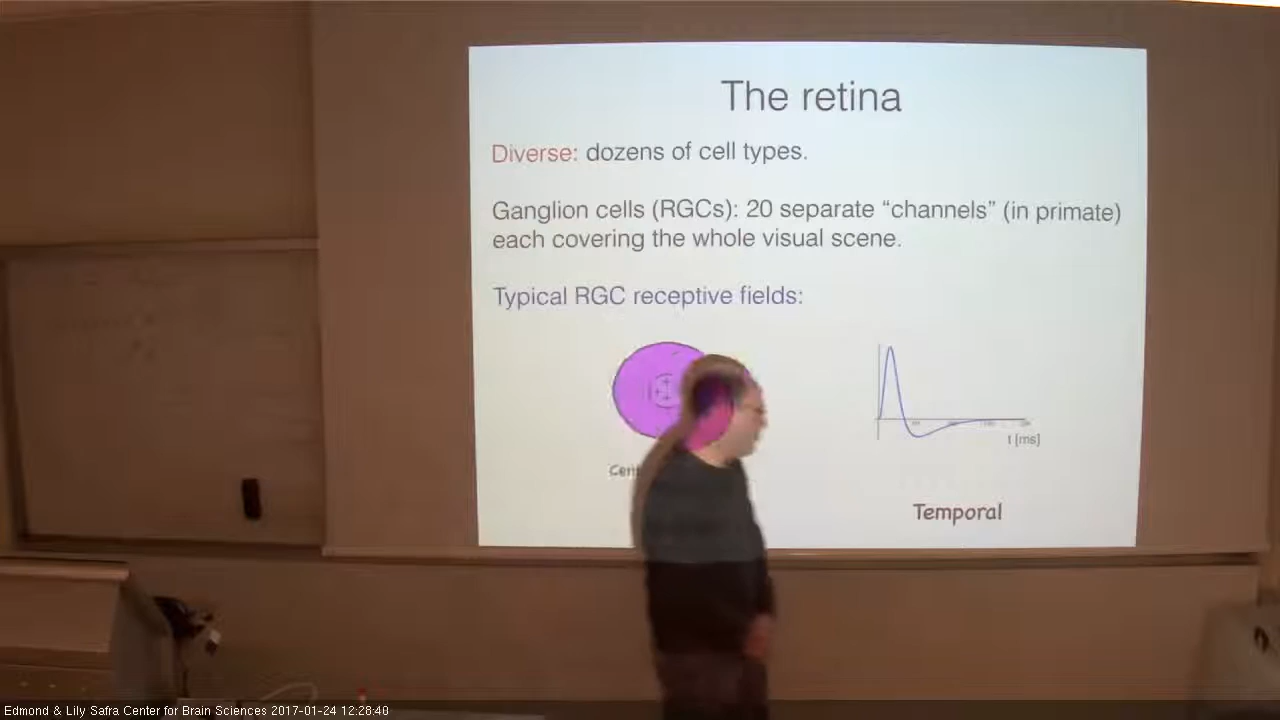 The retina
Diverse: dozens of cell types.
Ganglion cells (RGCs): 20 separate “channels” (in primate)
each covering the whole visual scene.
Typical RGC receptive fields:
t [ms]
Temporal
Edmond & Lily Safra Center for Brain Sciences 2017-01-24 12:28:40